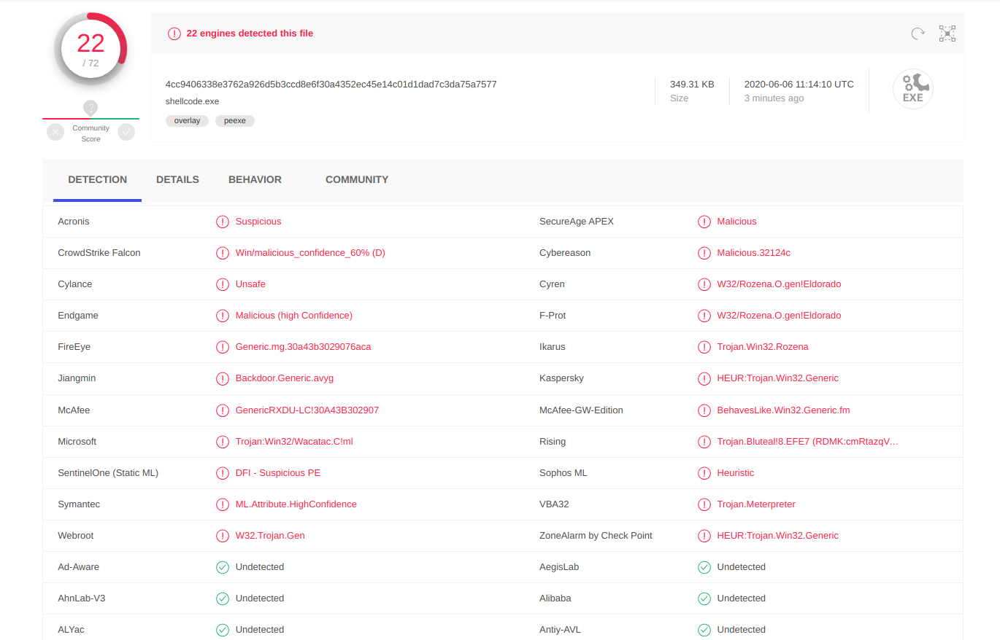 22
/ 72
?
Community
Score
22 engines detected this file
4cc9406338e3762a926d5b3ccd8e6f30a4352ec45e14c01d1dad7c3da75a7577
shellcode.exe
overlay peexe
349.31 KB
Size
2020-06-06 11:14:10 UTC
3 minutes ago
EXE
DETECTION DETAILS BEHAVIOR COMMUNITY
Acronis Suspicious SecureAge APEX Malicious
CrowdStrike Falcon Win/malicious_confidence_60% (D) Cybereason Malicious.32124c
Cylance Unsafe Cyren W32/Rozena.O.gen!Eldorado
Endgame Malicious (high Confidence) F-Prot W32/Rozena.O.gen!Eldorado
FireEye Generic.mg.30a43b3029076aca Ikarus Trojan.Win32.Rozena
Jiangmin Backdoor.Generic.avyg Kaspersky HEUR:Trojan.Win32.Generic
McAfee GenericRXDU-LC!30A43B302907 McAfee-GW-Edition BehavesLike.Win32.Generic.fm
Microsoft Trojan:Win32/Wacatac.C!ml Rising Trojan.Bluteal!8.EFE7 (RDMK:cmRtazqV…
SentinelOne (Static ML) DFI - Suspicious PE Sophos ML Heuristic
Symantec ML.Attribute.HighConfidence VBA32 Trojan.Meterpreter
Webroot W32.Trojan.Gen ZoneAlarm by Check Point HEUR:Trojan.Win32.Generic
Ad-Aware Undetected AegisLab Undetected
AhnLab-V3 Undetected Alibaba Undetected
ALYac Undetected Antiy-AVL Undetected